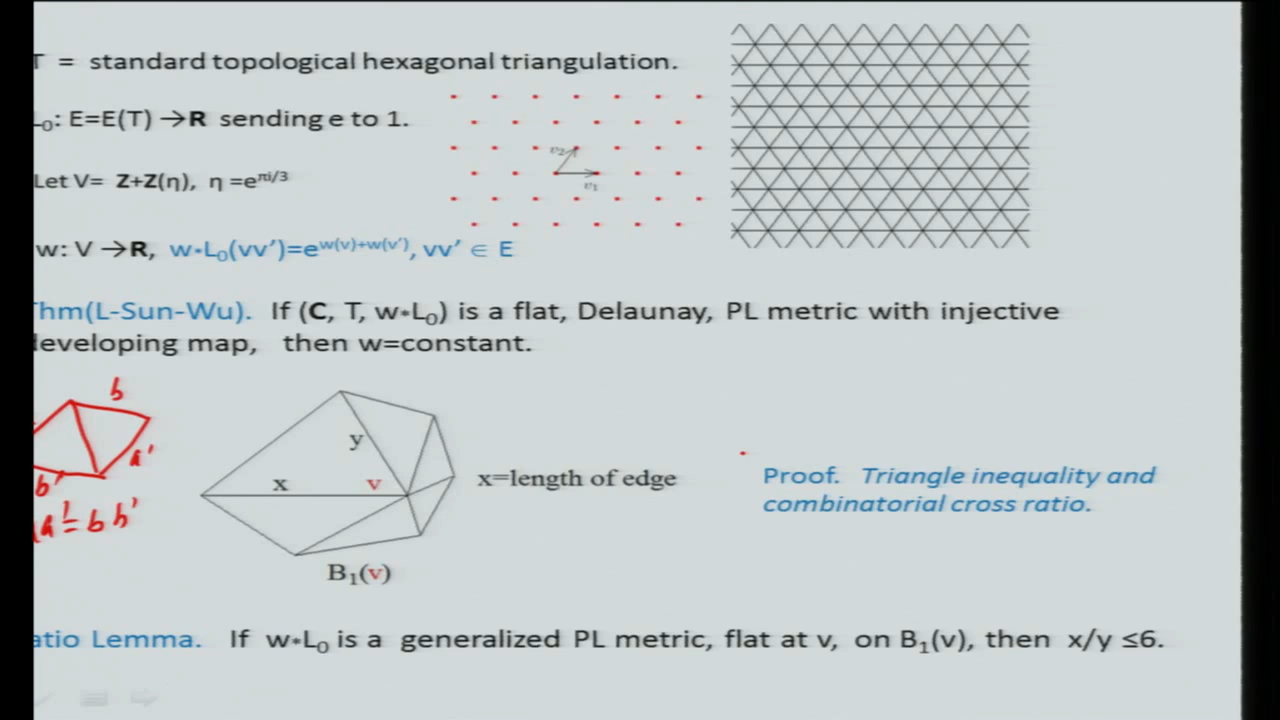 T = standard topological hexagonal triangulation.
L₀: E=E(T) →R sending e to 1.
v₂
v₁
Let V= Z+Z(η), η =e^πi/3
w: V →R, w*L₀(vv')=e^w(v)+w(v'), vv' ∈ E
Thm(L-Sun-Wu). If (C, T, w*L₀) is a flat, Delaunay, PL metric with injective
developing map, then w=constant.
b
a'
b'
a'=bb'
y
x
v
x=length of edge
Proof. Triangle inequality and
combinatorial cross ratio.
B₁(v)
atio Lemma. If w*L₀ is a generalized PL metric, flat at v, on B₁(v), then x/y ≤6.